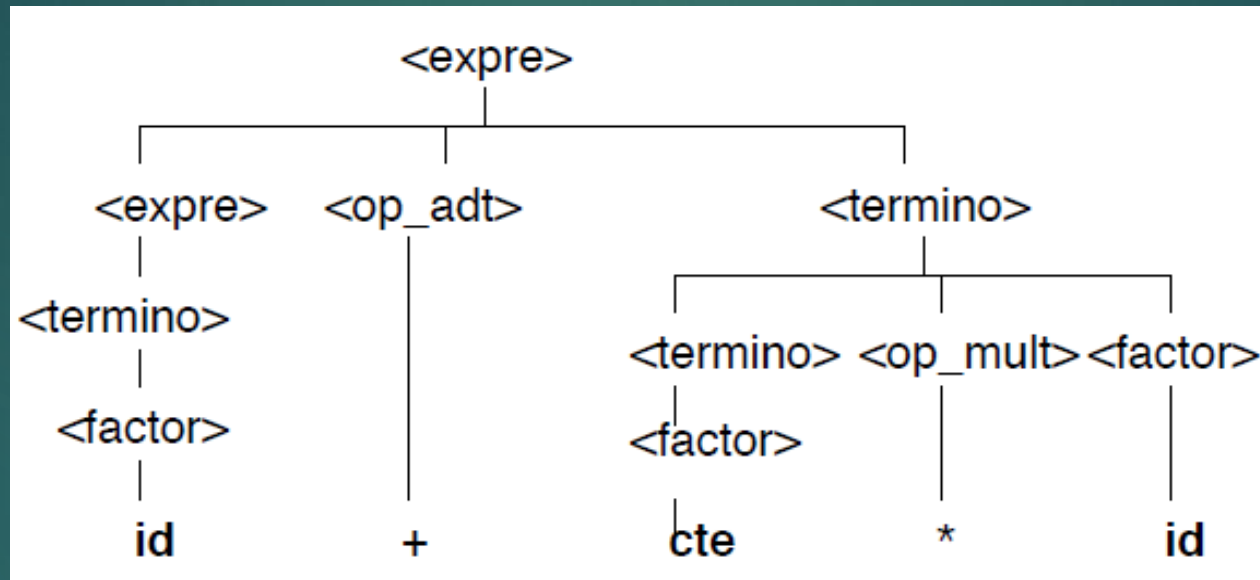 <expre>
<expre> <op_adt> <termino>
<termino>
<termino> <op_mult> <factor>
<factor>
<factor>
id + cte * id